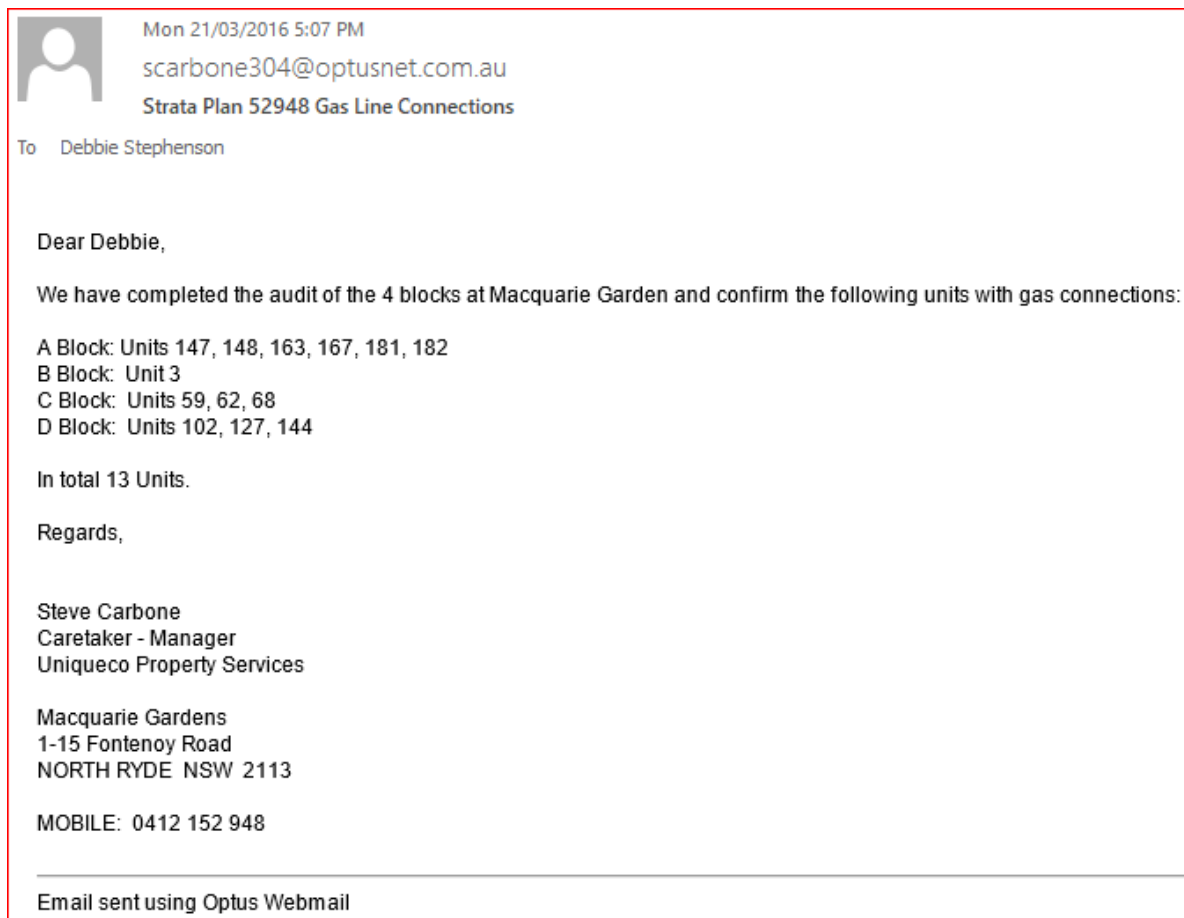 Mon 21/03/2016 5:07 PM
scarbone304@optusnet.com.au
Strata Plan 52948 Gas Line Connections
To Debbie Stephenson
Dear Debbie,
We have completed the audit of the 4 blocks at Macquarie Garden and confirm the following units with gas connections:
A Block: Units 147, 148, 163, 167, 181, 182
B Block: Unit 3
C Block: Units 59, 62, 68
D Block: Units 102, 127, 144
In total 13 Units.
Regards,
Steve Carbone
Caretaker - Manager
Uniqueco Property Services
Macquarie Gardens
1-15 Fontenoy Road
NORTH RYDE NSW 2113
MOBILE: 0412 152 948
Email sent using Optus Webmail